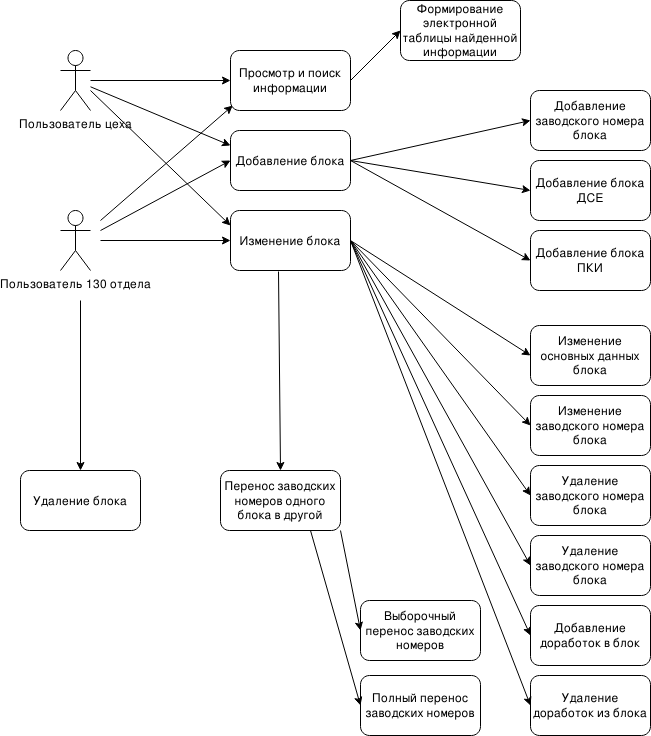 Формирование
электронной
таблицы найденной
информации
Просмотр и поиск
информации
Пользователь цеха
Добавление
заводского номера
блока
Добавление блока
Добавление блока
ДСЕ
Изменение блока
Добавление блока
ПКИ
Пользователь 130 отдела
Изменение
основных данных
блока
Изменение
заводского номера
блока
Удаление блока
Перенос заводских
номеров одного
блока в другой
Удаление
заводского номера
блока
Удаление
заводского номера
блока
Выборочный
перенос заводских
номеров
Добавление
доработок в блок
Полный перенос
заводских номеров
Удаление
доработок из блока